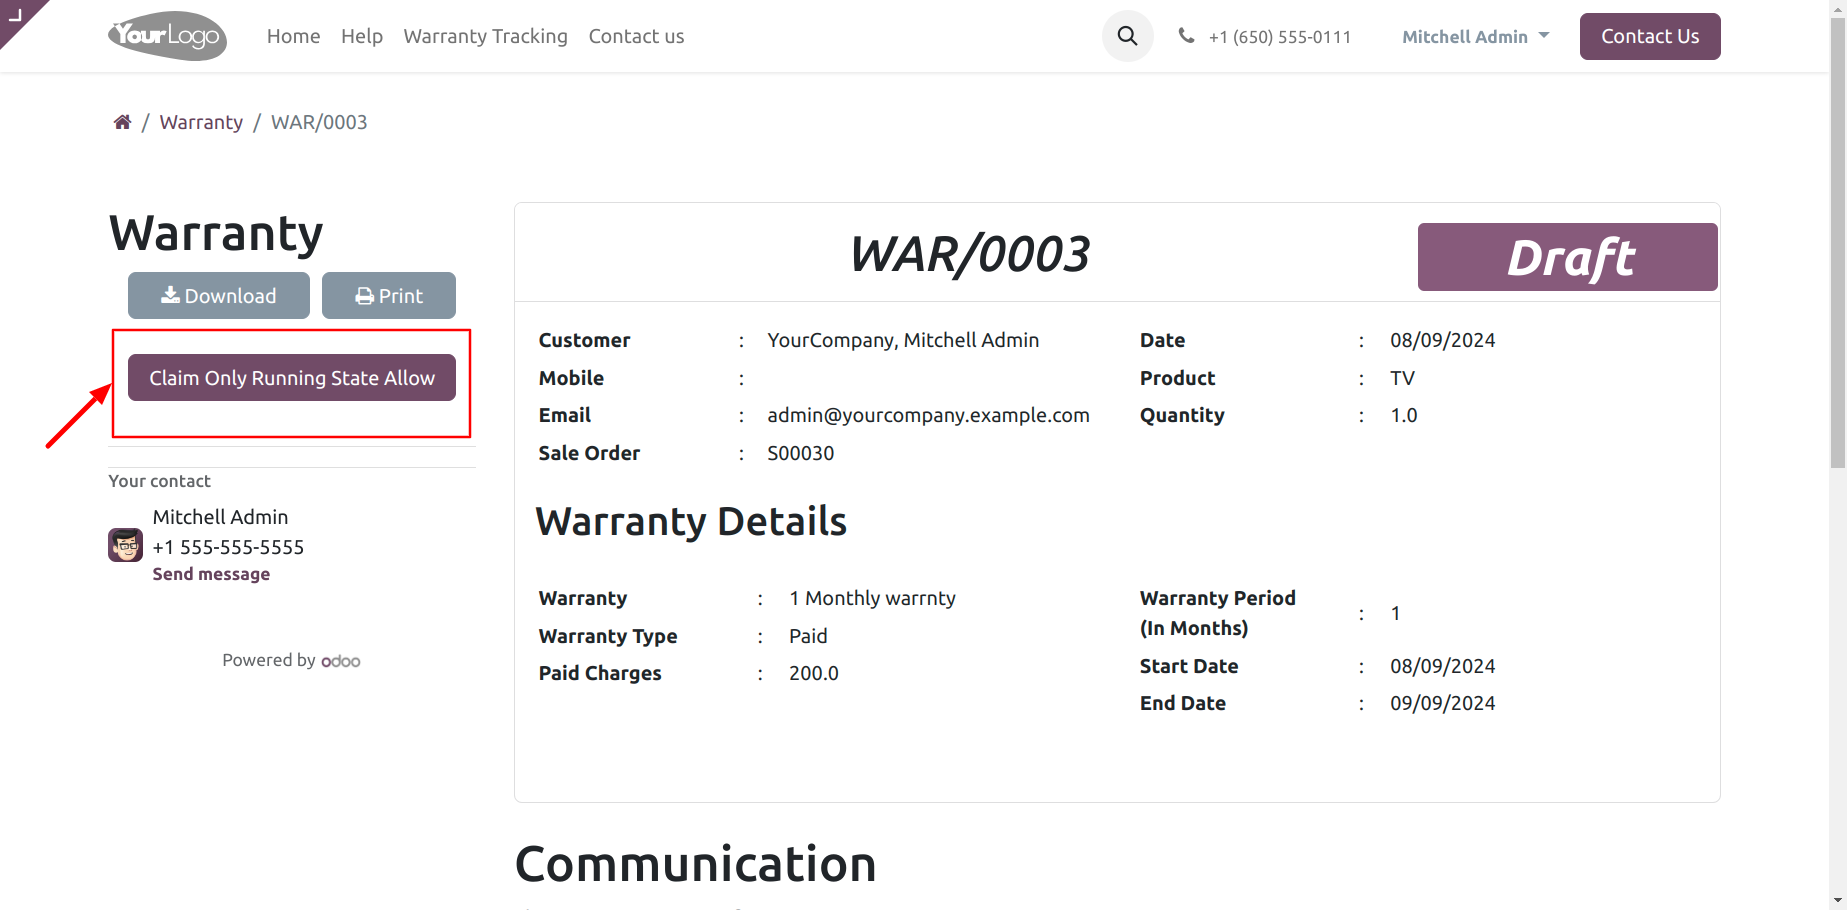 YourLogo Home Help Warranty Tracking Contact us +1 (650) 555-0111 Mitchell Admin Contact Us
/ Warranty / WAR/0003
Warranty
Download Print
Claim Only Running State Allow
Your contact
Mitchell Admin
+1 555-555-5555
Send message
Powered by odoo
WAR/0003 Draft
Customer : YourCompany, Mitchell Admin Date : 08/09/2024
Mobile : Product : TV
Email : admin@yourcompany.example.com Quantity : 1.0
Sale Order : S00030
Warranty Details
Warranty : 1 Monthly warrnty
Warranty Type : Paid
Paid Charges : 200.0
Warranty Period
(In Months) : 1
Start Date : 08/09/2024
End Date : 09/09/2024
Communication